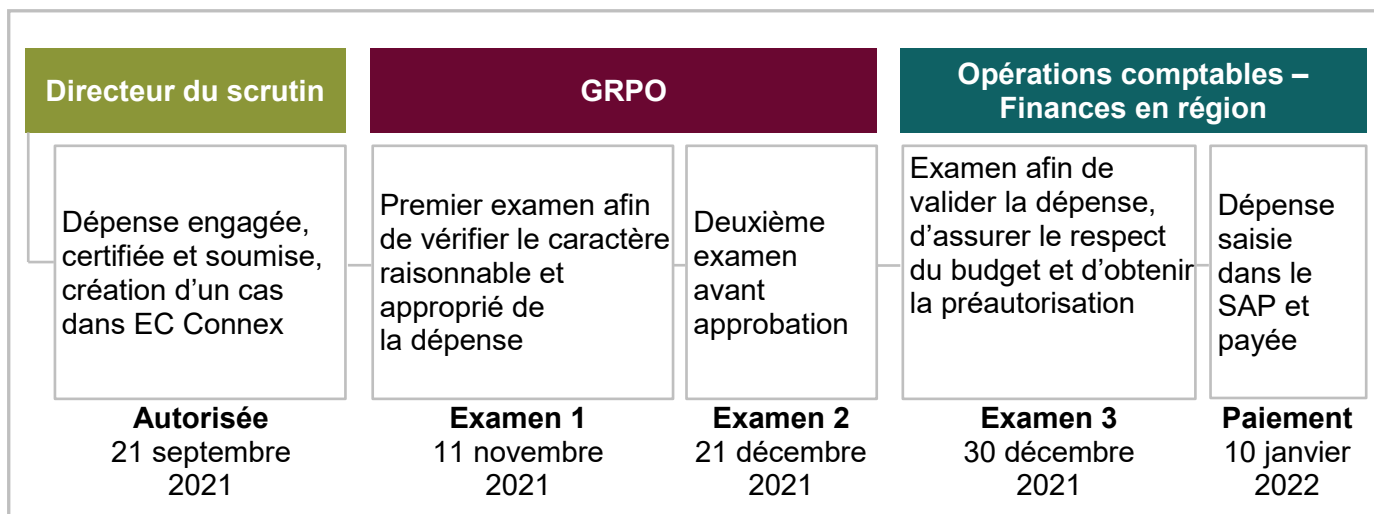 Directeur du scrutin
GRPO
Opérations comptables –
Finances en région
Dépense engagée,
certifiée et soumise,
création d’un cas
dans EC Connex
Premier examen afin
de vérifier le caractère
raisonnable et
approprié de
la dépense
Deuxième
examen
avant
approbation
Examen afin de
valider la dépense,
d’assurer le respect
du budget et d’obtenir
la préautorisation
Dépense
saisie
dans le
SAP et
payée
Autorisée
21 septembre
2021
Examen 1
11 novembre
2021
Examen 2
21 décembre
2021
Examen 3
30 décembre
2021
Paiement
10 janvier
2022